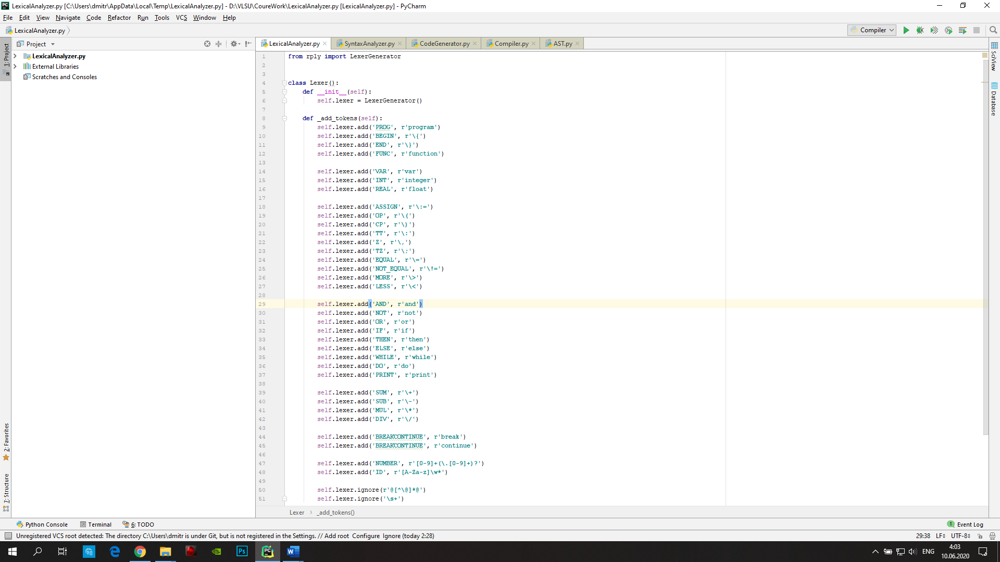 LexicalAnalyzer.py [C:\Users\dmitr\AppData\Local\Temp\LexicalAnalyzer.py] - D:\VLSU\CoureWork\LexicalAnalyzer.py [LexicalAnalyzer.py] - PyCharm
File Edit View Navigate Code Refactor Run Tools VCS Window Help
LexicalAnalyzer.py
Compiler
1: Project
Project
LexicalAnalyzer.py
External Libraries
Scratches and Consoles
LexicalAnalyzer.py SyntaxAnalyzer.py CodeGenerator.py Compiler.py AST.py
1 from rply import LexerGenerator
2
3
4 class Lexer():
5 def __init__(self):
6 self.lexer = LexerGenerator()
7
8 def _add_tokens(self):
9 self.lexer.add('PROG', r'program')
10 self.lexer.add('BEGIN', r'\{')
11 self.lexer.add('END', r'\}')
12 self.lexer.add('FUNC', r'function')
13
14 self.lexer.add('VAR', r'var')
15 self.lexer.add('INT', r'integer')
16 self.lexer.add('REAL', r'float')
17
18 self.lexer.add('ASSIGN', r'\:=')
19 self.lexer.add('OP', r'\(')
20 self.lexer.add('CP', r'\)')
21 self.lexer.add('TT', r'\:')
22 self.lexer.add('Z', r'\,')
23 self.lexer.add('TZ', r'\;')
24 self.lexer.add('EQUAL', r'\=')
25 self.lexer.add('NOT_EQUAL', r'\!=')
26 self.lexer.add('MORE', r'\>')
27 self.lexer.add('LESS', r'\<')
28
29 self.lexer.add('AND', r'and')
30 self.lexer.add('NOT', r'not')
31 self.lexer.add('OR', r'or')
32 self.lexer.add('IF', r'if')
33 self.lexer.add('THEN', r'then')
34 self.lexer.add('ELSE', r'else')
35 self.lexer.add('WHILE', r'while')
36 self.lexer.add('DO', r'do')
37 self.lexer.add('PRINT', r'print')
38
39 self.lexer.add('SUM', r'\+')
40 self.lexer.add('SUB', r'\-')
41 self.lexer.add('MUL', r'\*')
42 self.lexer.add('DIV', r'\/')
43
44 self.lexer.add('BREAKCONTINUE', r'break')
45 self.lexer.add('BREAKCONTINUE', r'continue')
46
47 self.lexer.add('NUMBER', r'[0-9]+(\.[0-9]+)?')
48 self.lexer.add('ID', r'[A-Za-z]\w*')
49
50 self.lexer.ignore(r'@[^\@]*@')
51 self.lexer.ignore('\s+')
Lexer › _add_tokens()
SciView
Database
2: Favorites
7: Structure
Python Console Terminal 6: TODO
1 Event Log
Unregistered VCS root detected: The directory C:\Users\dmitr is under Git, but is not registered in the Settings. // Add root Configure Ignore (today 2:28)
29:38 LF UTF-8
PC
Ps
PC
W
ENG
4:03
10.06.2020